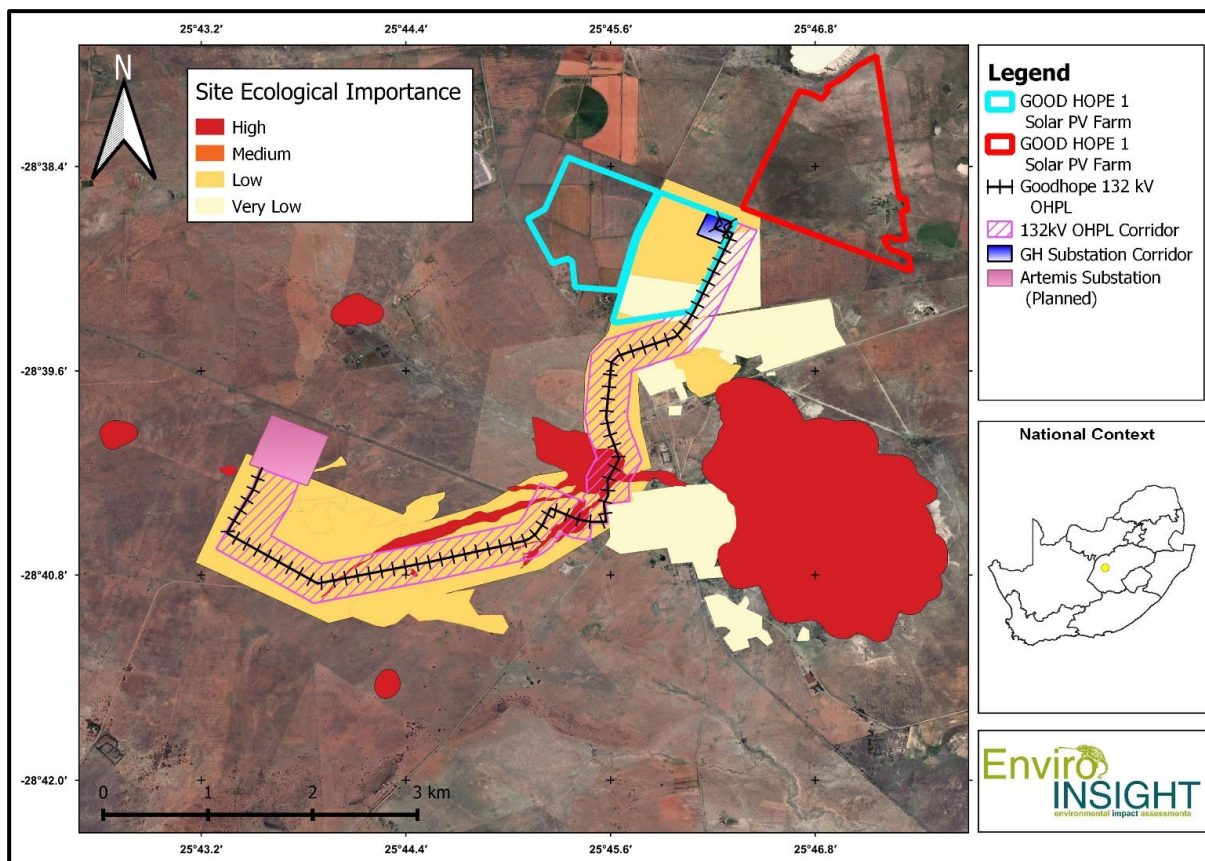 25°43.2'
25°44.4'
25°45.6'
25°46.8'
N
Site Ecological Importance
High
Medium
Low
Very Low
-28°38.4'
-28°39.6'
-28°40.8'
-28°42.0'
0 1 2 3 km
25°43.2'
25°44.4'
25°45.6'
25°46.8'
Legend
GOOD HOPE 1
Solar PV Farm
GOOD HOPE 1
Solar PV Farm
Goodhope 132 kV
OHPL
132kV OHPL Corridor
GH Substation Corridor
Artemis Substation
(Planned)
National Context
Enviro
INSIGHT
environmental impact assessments